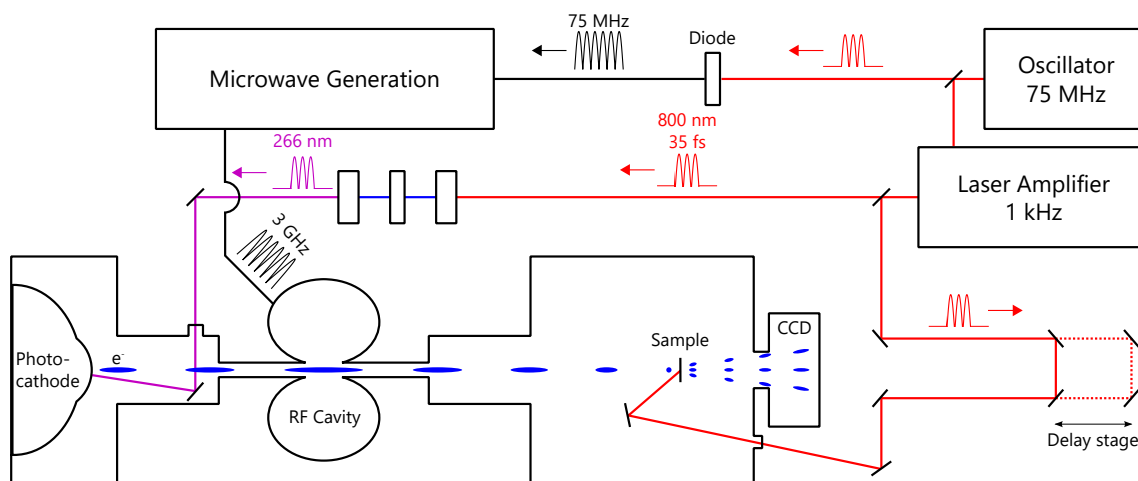 75 MHz
Diode
Microwave Generation
Oscillator
75 MHz
266 nm
800 nm
35 fs
Laser Amplifier
1 kHz
3 GHz
Photo-
cathode
e-
RF Cavity
Sample
CCD
Delay stage